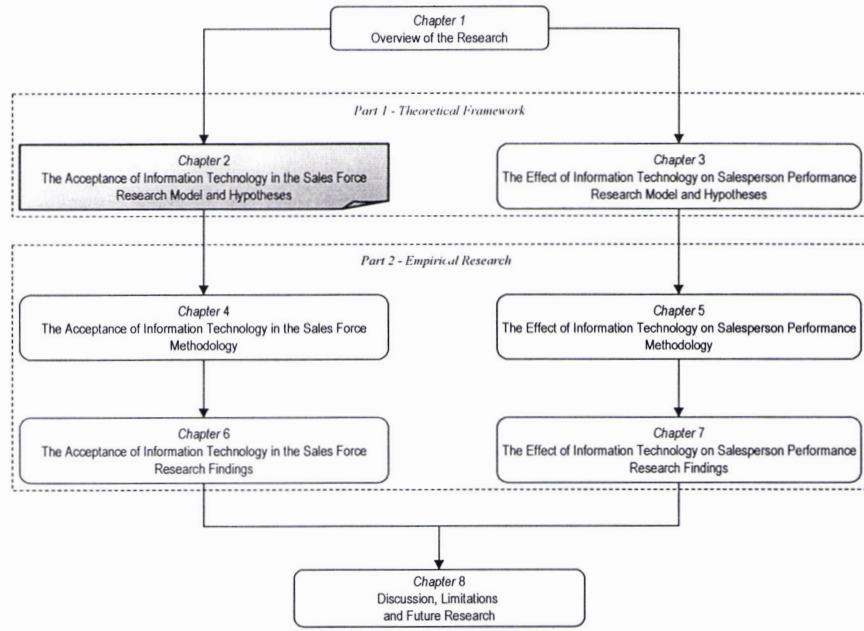 Chapter 1
Overview of the Research
Part 1 - Theoretical Framework
Chapter 2
The Acceptance of Information Technology in the Sales Force
Research Model and Hypotheses
Chapter 3
The Effect of Information Technology on Salesperson Performance
Research Model and Hypotheses
Part 2 - Empirical Research
Chapter 4
The Acceptance of Information Technology in the Sales Force
Methodology
Chapter 5
The Effect of Information Technology on Salesperson Performance
Methodology
Chapter 6
The Acceptance of Information Technology in the Sales Force
Research Findings
Chapter 7
The Effect of Information Technology on Salesperson Performance
Research Findings
Chapter 8
Discussion, Limitations
and Future Research